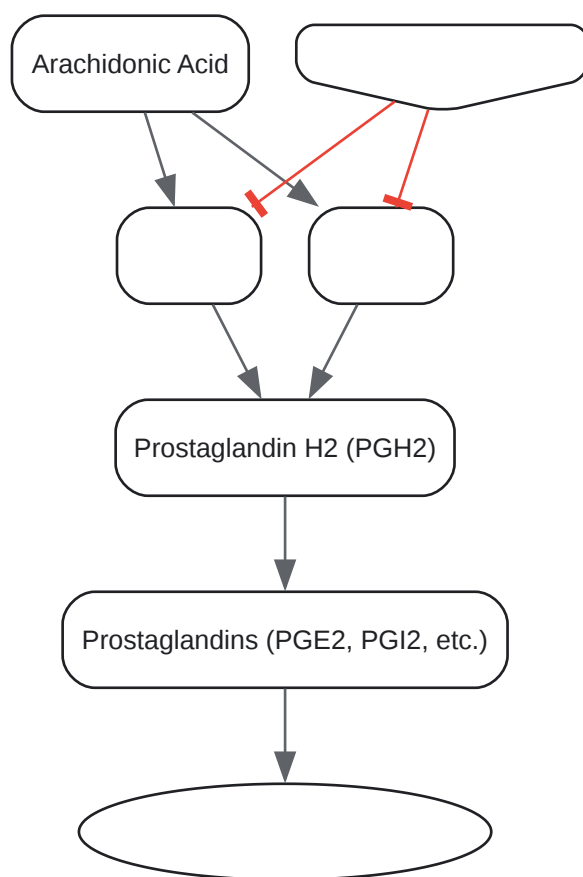 Arachidonic Acid
Prostaglandin H2 (PGH2)
Prostaglandins (PGE2, PGI2, etc.)